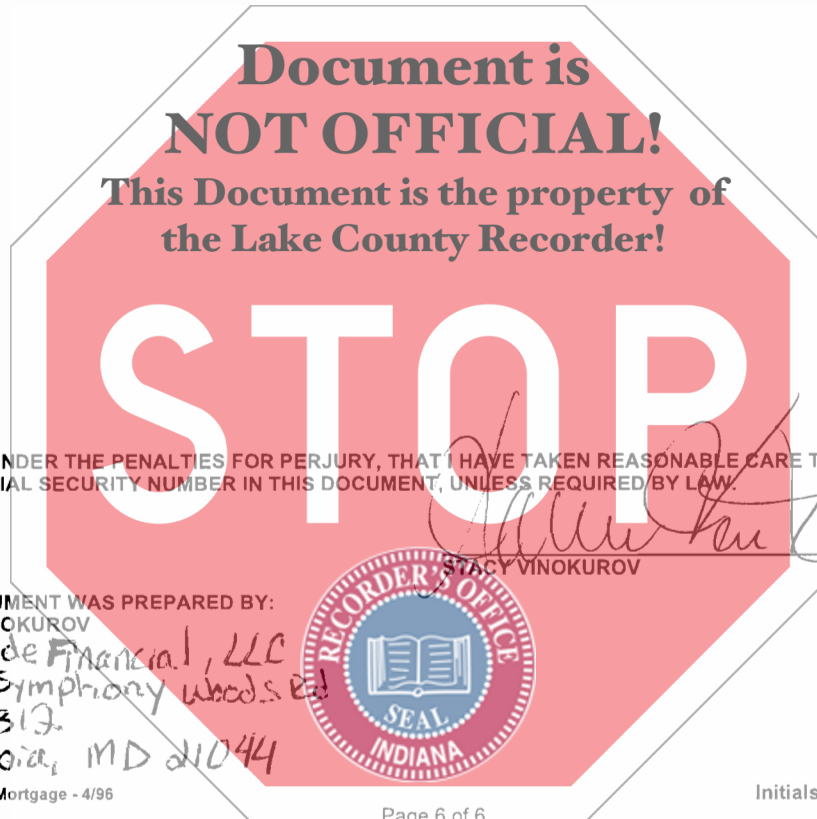 Document is
NOT OFFICIAL!
This Document is the property of
the Lake County Recorder!
STOP
NDER THE PENALTIES FOR PERJURY, THAT I HAVE TAKEN REASONABLE CARE T
IAL SECURITY NUMBER IN THIS DOCUMENT, UNLESS REQUIRED BY LAW.
STACY VINOKUROV
RECORDER'S OFFICE
SEAL
INDIANA
UMENT WAS PREPARED BY:
OKUROV
de Financial, LLC
Symphony Woods Rd
312
bia, MD 21044
Mortgage - 4/96
Initials
Page 6 of 6